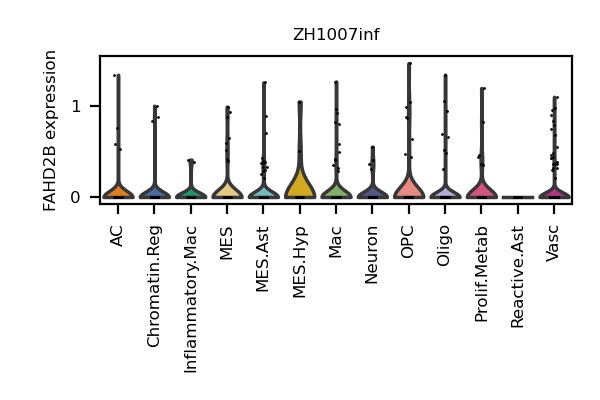 ZH1007inf
FAHD2B expression
1
0
AC
Chromatin.Reg
Inflammatory.Mac
MES
MES.Ast
MES.Hyp
Mac
Neuron
OPC
Oligo
Prolif.Metab
Reactive.Ast
Vasc